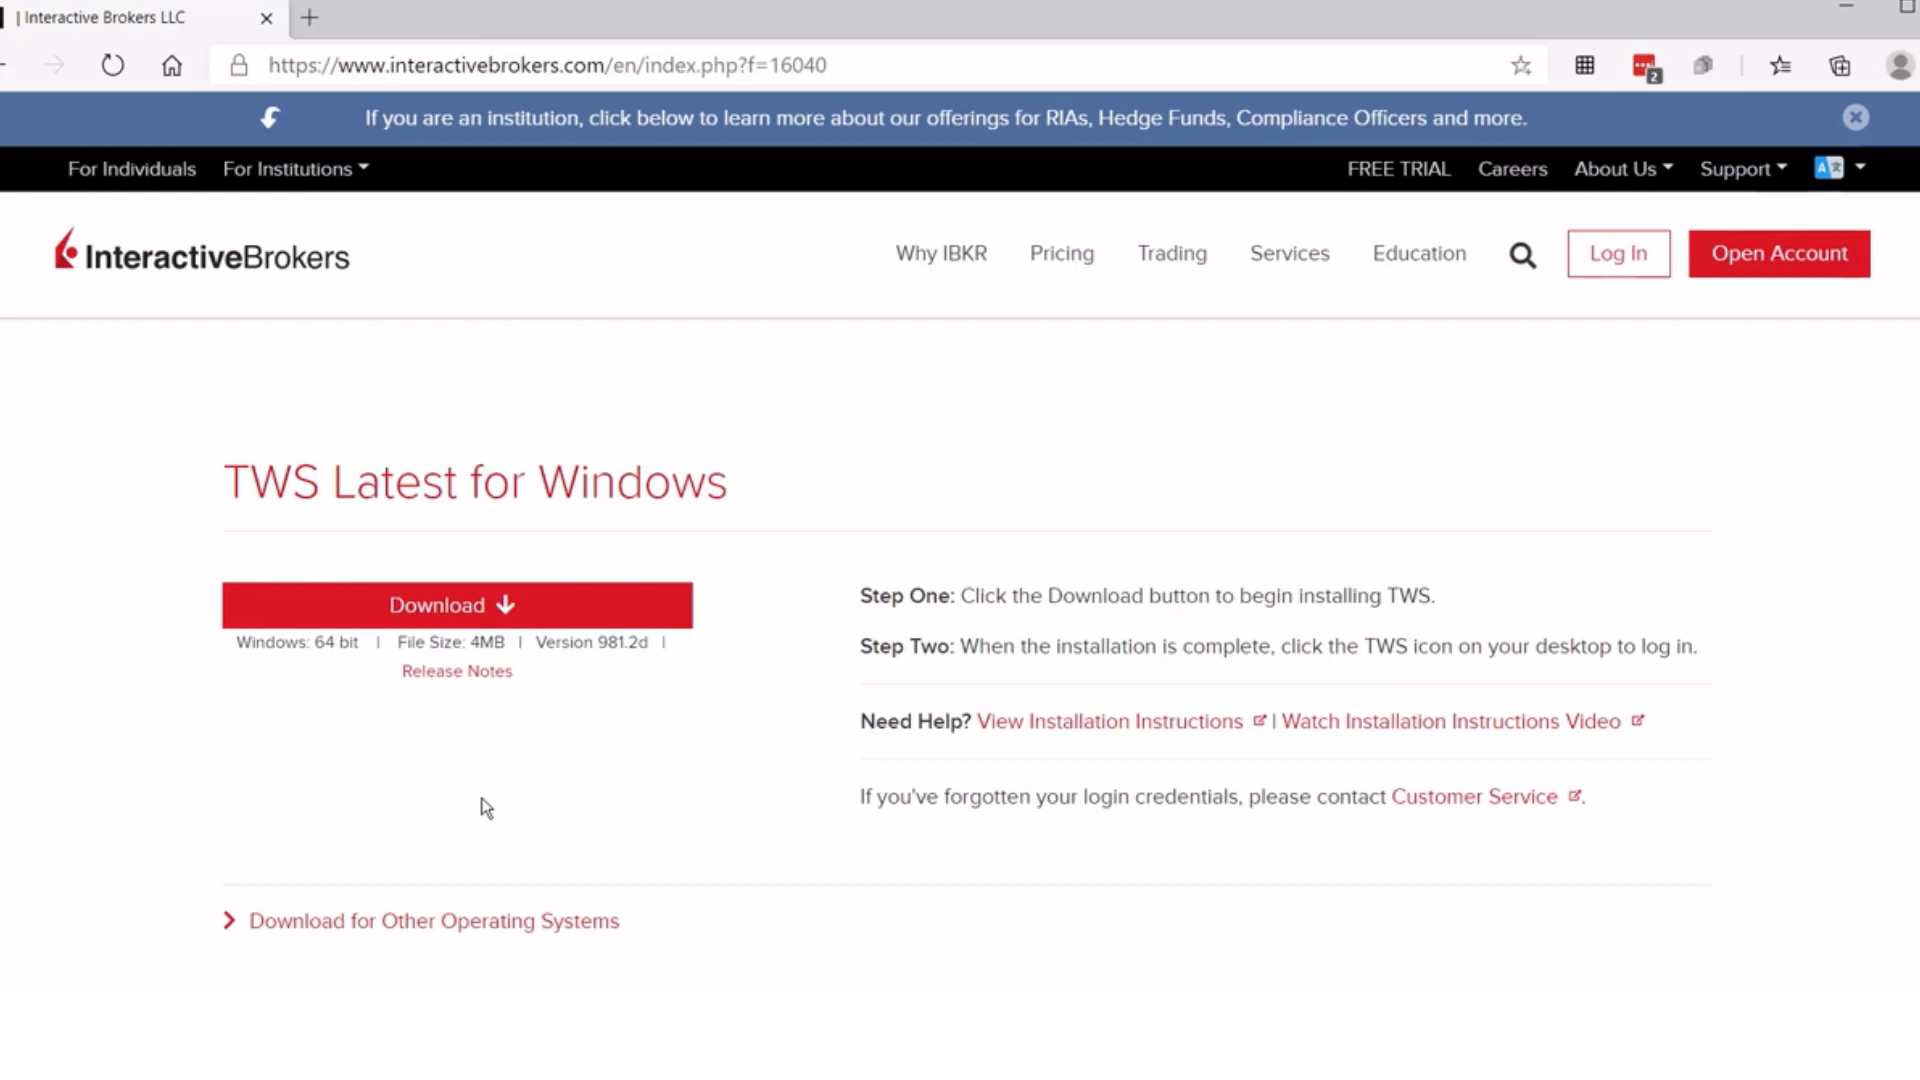 | Interactive Brokers LLC
https://www.interactivebrokers.com/en/index.php?f=16040
2
If you are an institution, click below to learn more about our offerings for RIAs, Hedge Funds, Compliance Officers and more.
For Individuals For Institutions FREE TRIAL Careers About Us Support
InteractiveBrokers Why IBKR Pricing Trading Services Education Log In Open Account
TWS Latest for Windows
Download
Windows: 64 bit | File Size: 4MB | Version 981.2d |
Release Notes
Step One: Click the Download button to begin installing TWS.
Step Two: When the installation is complete, click the TWS icon on your desktop to log in.
Need Help? View Installation Instructions | Watch Installation Instructions Video
If you've forgotten your login credentials, please contact Customer Service .
Download for Other Operating Systems